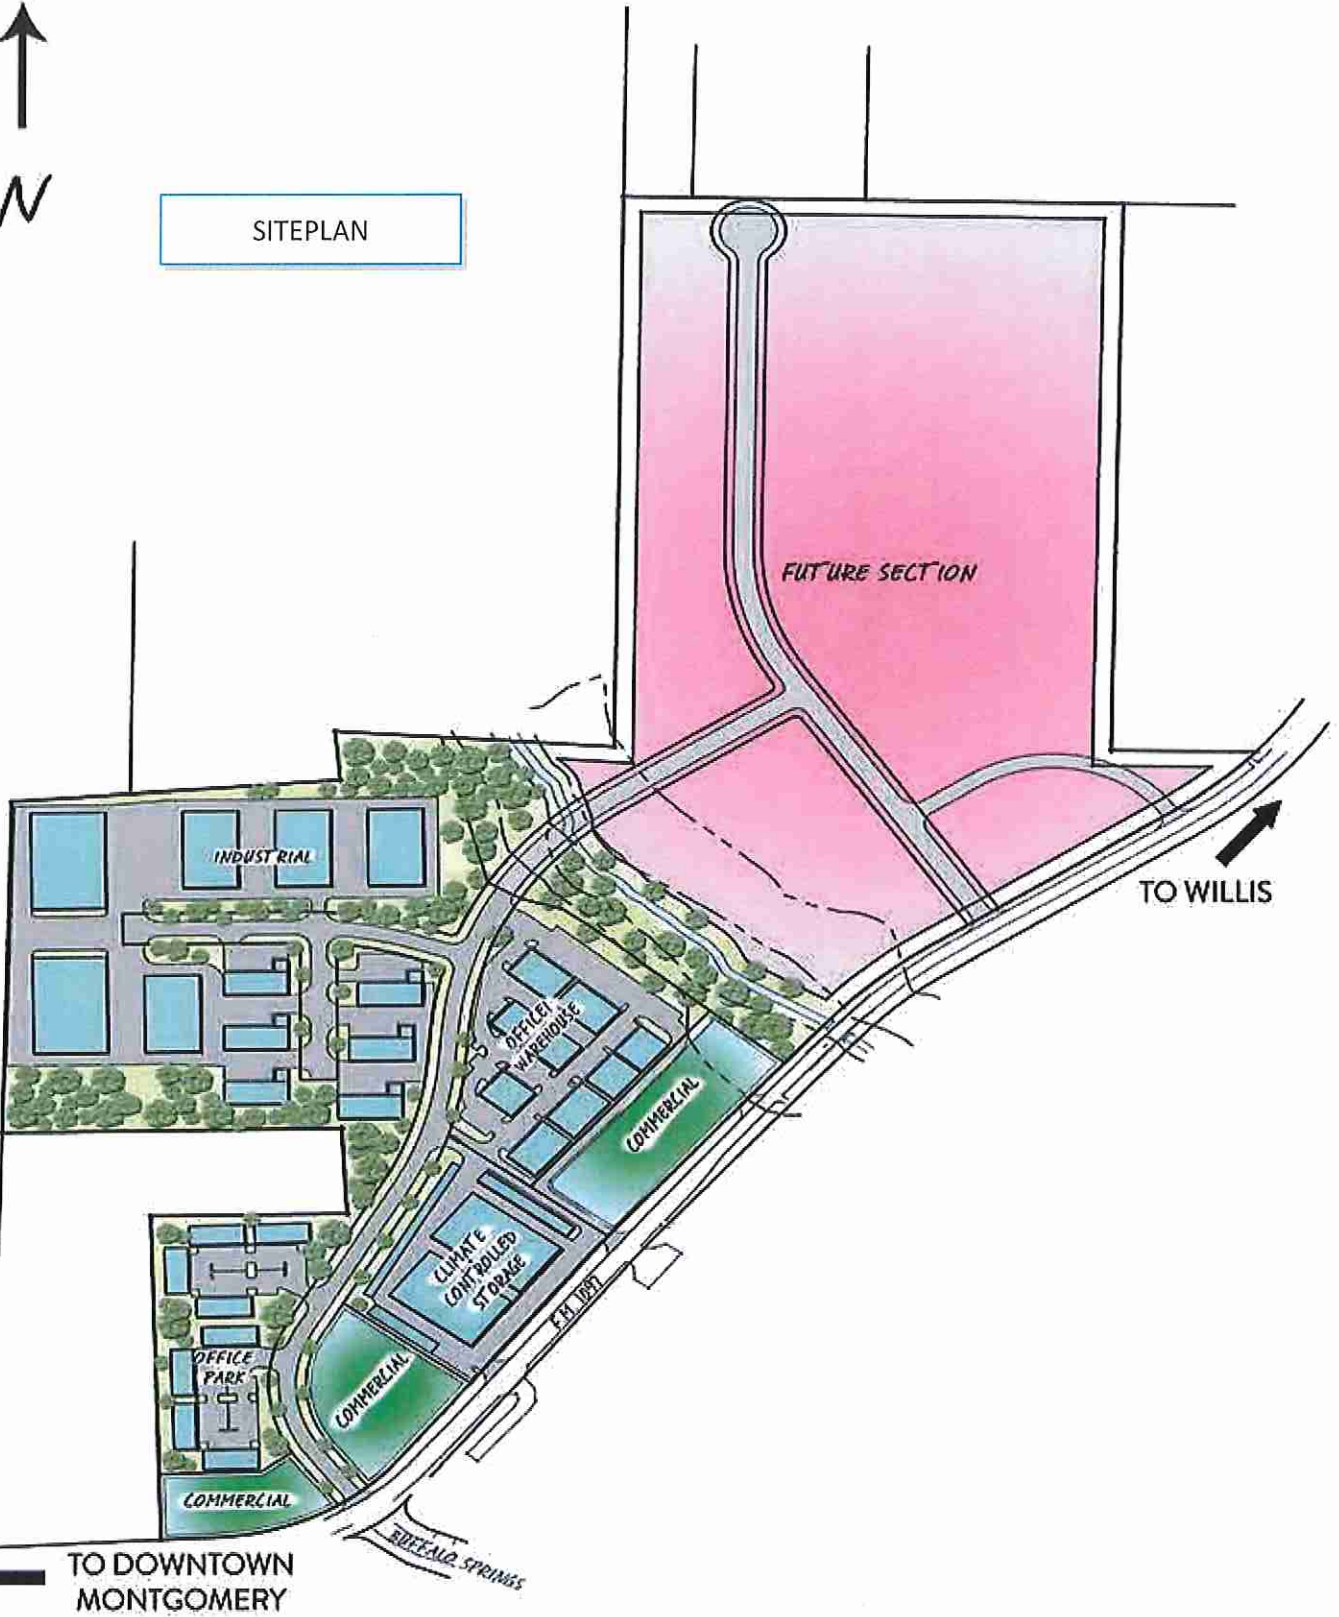 N
SITEPLAN
FUTURE SECTION
TO WILLIS
INDUSTRIAL
OFFICE/
WAREHOUSE
COMMERCIAL
CLIMATE
CONTROLLED
STORAGE
F.M. 1097
OFFICE
PARK
COMMERCIAL
COMMERCIAL
BUFFALO SPRINGS
TO DOWNTOWN
MONTGOMERY